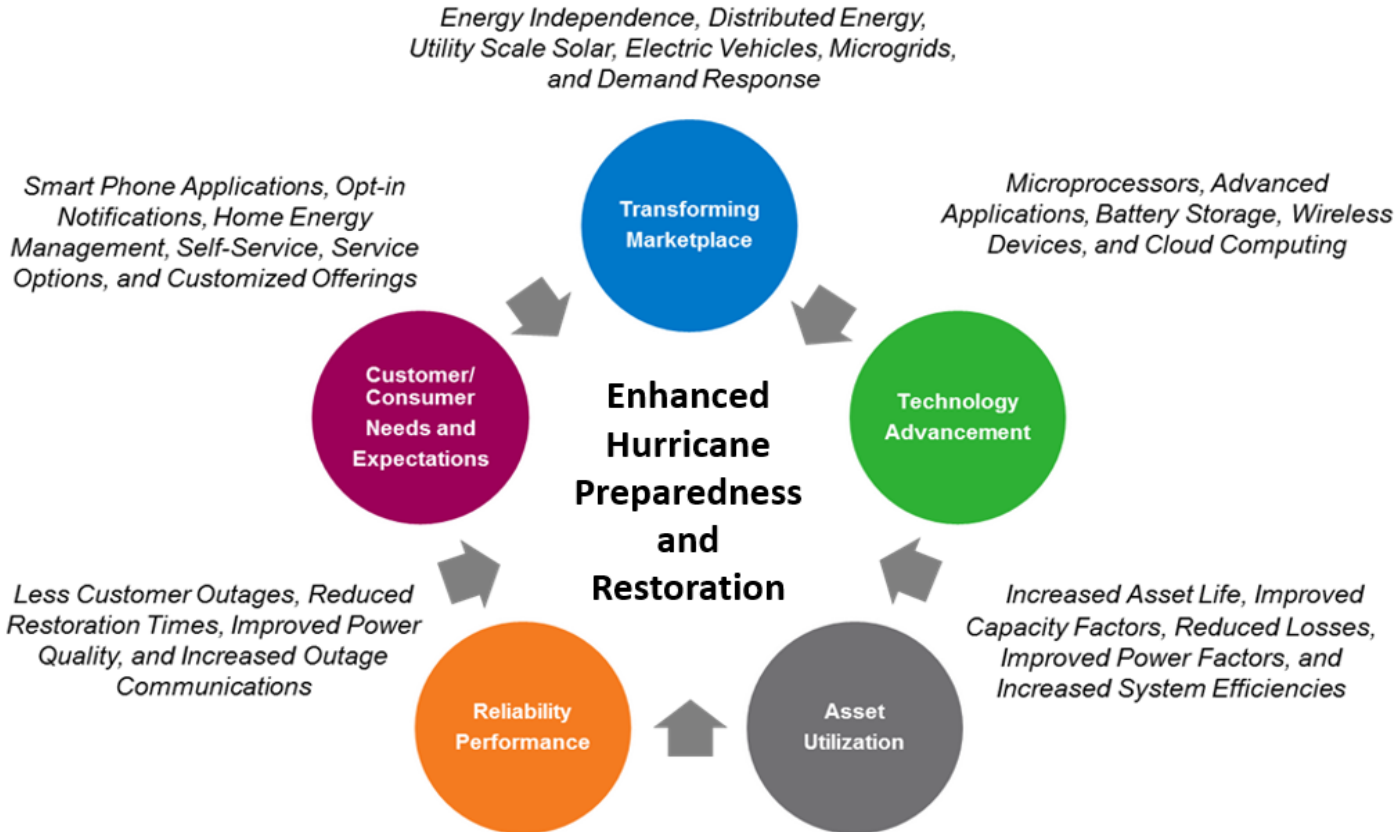 Energy Independence, Distributed Energy,
Utility Scale Solar, Electric Vehicles, Microgrids,
and Demand Response
Smart Phone Applications, Opt-in
Notifications, Home Energy
Management, Self-Service, Service
Options, and Customized Offerings
Transforming
Marketplace
Microprocessors, Advanced
Applications, Battery Storage, Wireless
Devices, and Cloud Computing
Customer/
Consumer
Needs and
Expectations
Enhanced
Hurricane
Preparedness
and
Restoration
Technology
Advancement
Less Customer Outages, Reduced
Restoration Times, Improved Power
Quality, and Increased Outage
Communications
Increased Asset Life, Improved
Capacity Factors, Reduced Losses,
Improved Power Factors, and
Increased System Efficiencies
Reliability
Performance
Asset
Utilization